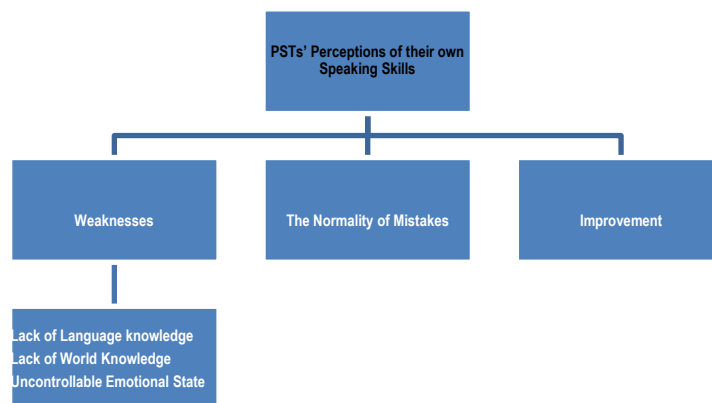 PSTs' Perceptions of their own
Speaking Skills
Weaknesses
The Normality of Mistakes
Improvement
Lack of Language knowledge
Lack of World Knowledge
Uncontrollable Emotional State